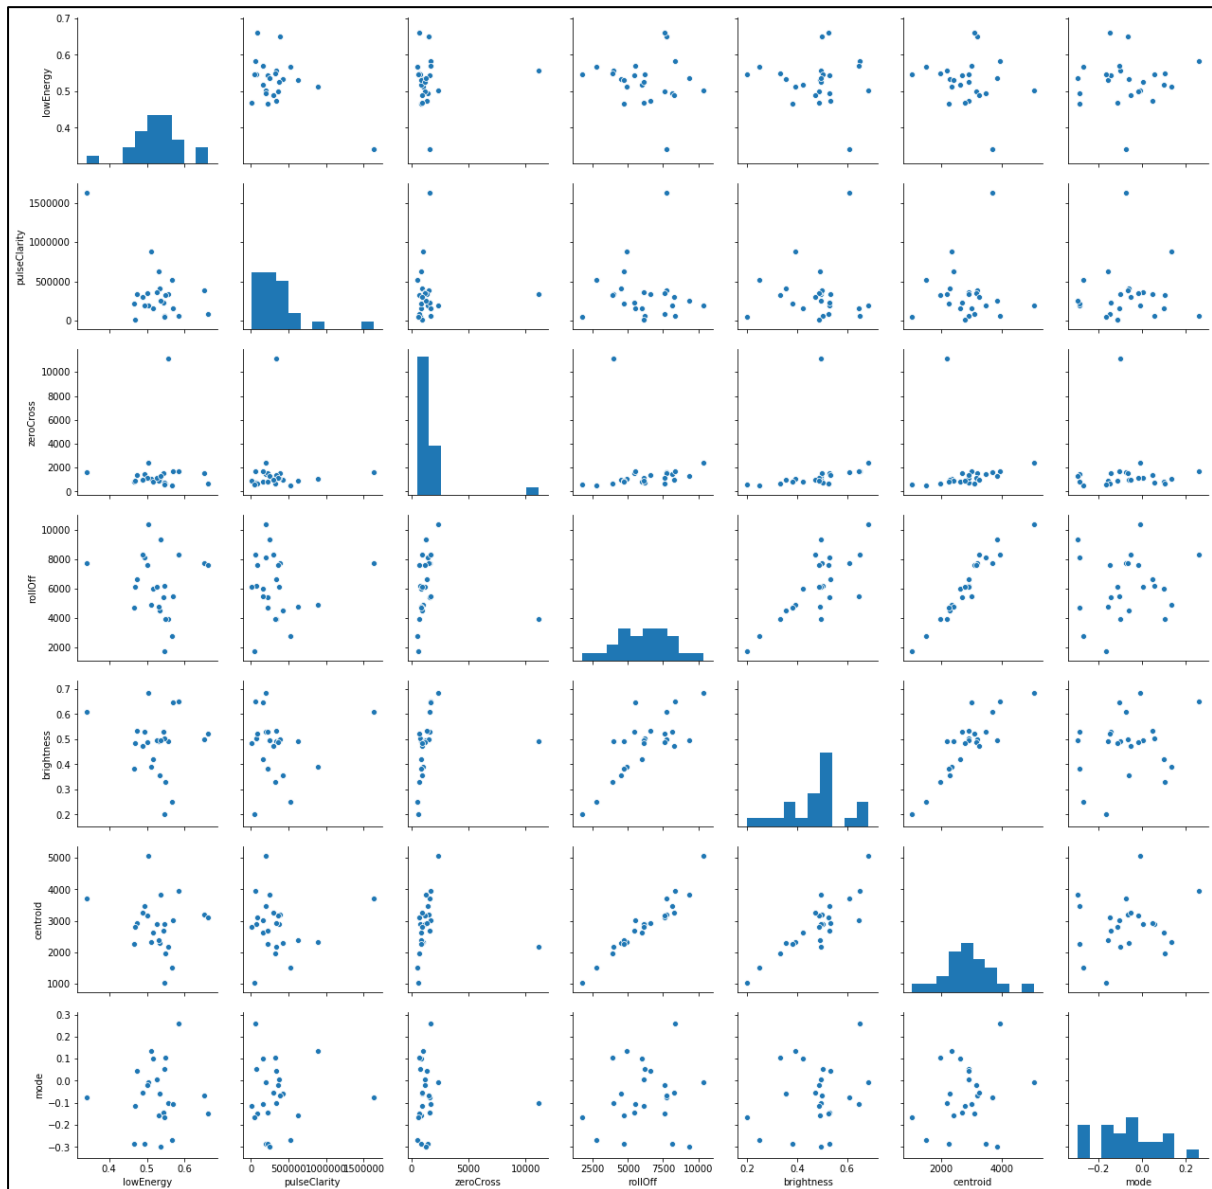 0.7
0.6
0.5
0.4
lowEnergy
1500000
1000000
500000
0
pulseClarity
10000
8000
6000
4000
2000
0
zeroCross
10000
8000
6000
4000
2000
rollOff
0.7
0.6
0.5
0.4
0.3
0.2
brightness
5000
4000
3000
2000
1000
centroid
0.3
0.2
0.1
0.0
−0.1
−0.2
−0.3
mode
0.4 0.5 0.6
0 500000 1000000 1500000
0 5000 10000
2500 5000 7500 10000
0.2 0.4 0.6
2000 4000
−0.2 0.0 0.2
lowEnergy pulseClarity zeroCross rollOff brightness centroid mode